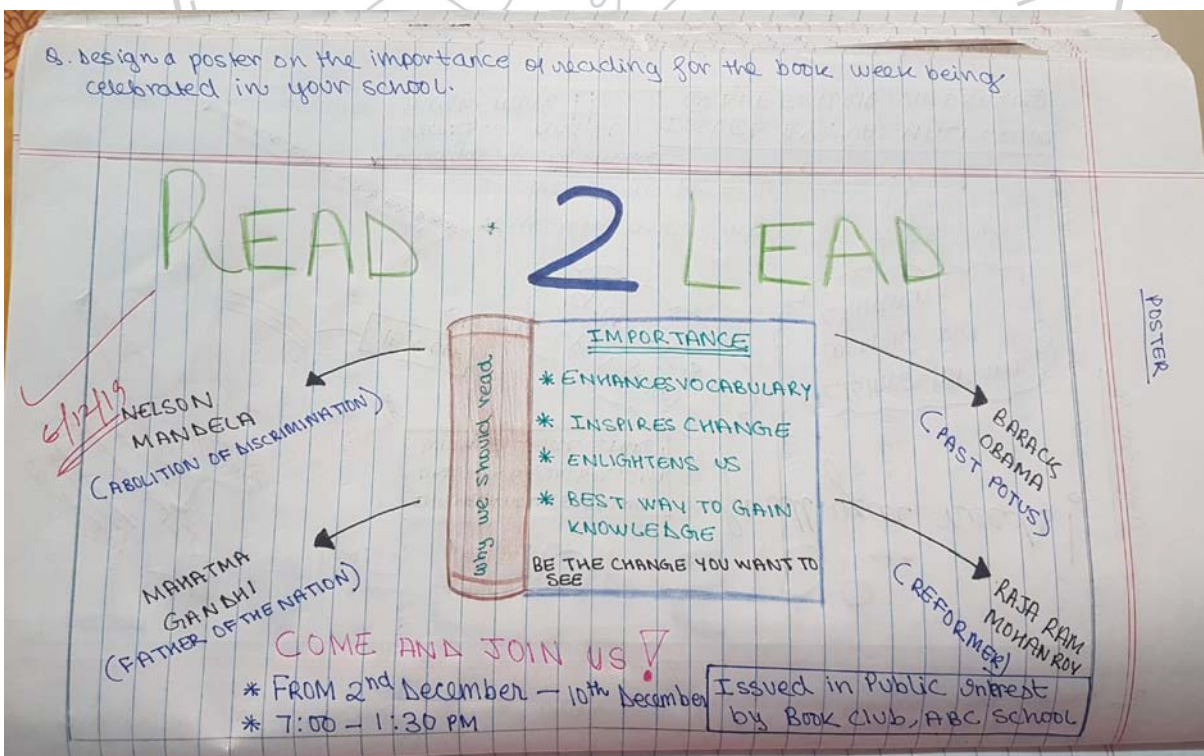 Q. Design a poster on the importance of reading for the book week being
celebrated in your school.
READ 2 LEAD
POSTER
Why we should read
IMPORTANCE
* ENHANCES VOCABULARY
* INSPIRES CHANGE
* ENLIGHTENS US
* BEST WAY TO GAIN
KNOWLEDGE
BE THE CHANGE YOU WANT TO
SEE
6/12/19
NELSON
MANDELA
(ABOLITION OF DISCRIMINATION)
BARACK
OBAMA
(PAST POTUS)
MAHATMA
GANDHI
(FATHER OF THE NATION)
RAJA RAM
MOHAN ROY
(REFORMER)
COME AND JOIN US!
* FROM 2nd December – 10th December
* 7:00 – 1:30 PM
Issued in Public Interest
by Book Club, ABC School